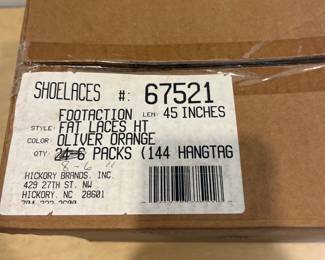 SHOELACES #: 67521
FOOTACTION LEN: 45 INCHES
STYLE: FAT LACES HT
COLOR: OLIVER ORANGE
QTY: 24-6 PACKS (144 HANGTAG
HICKORY BRANDS. INC.
429 27TH ST. NW
HICKORY, NC 28601